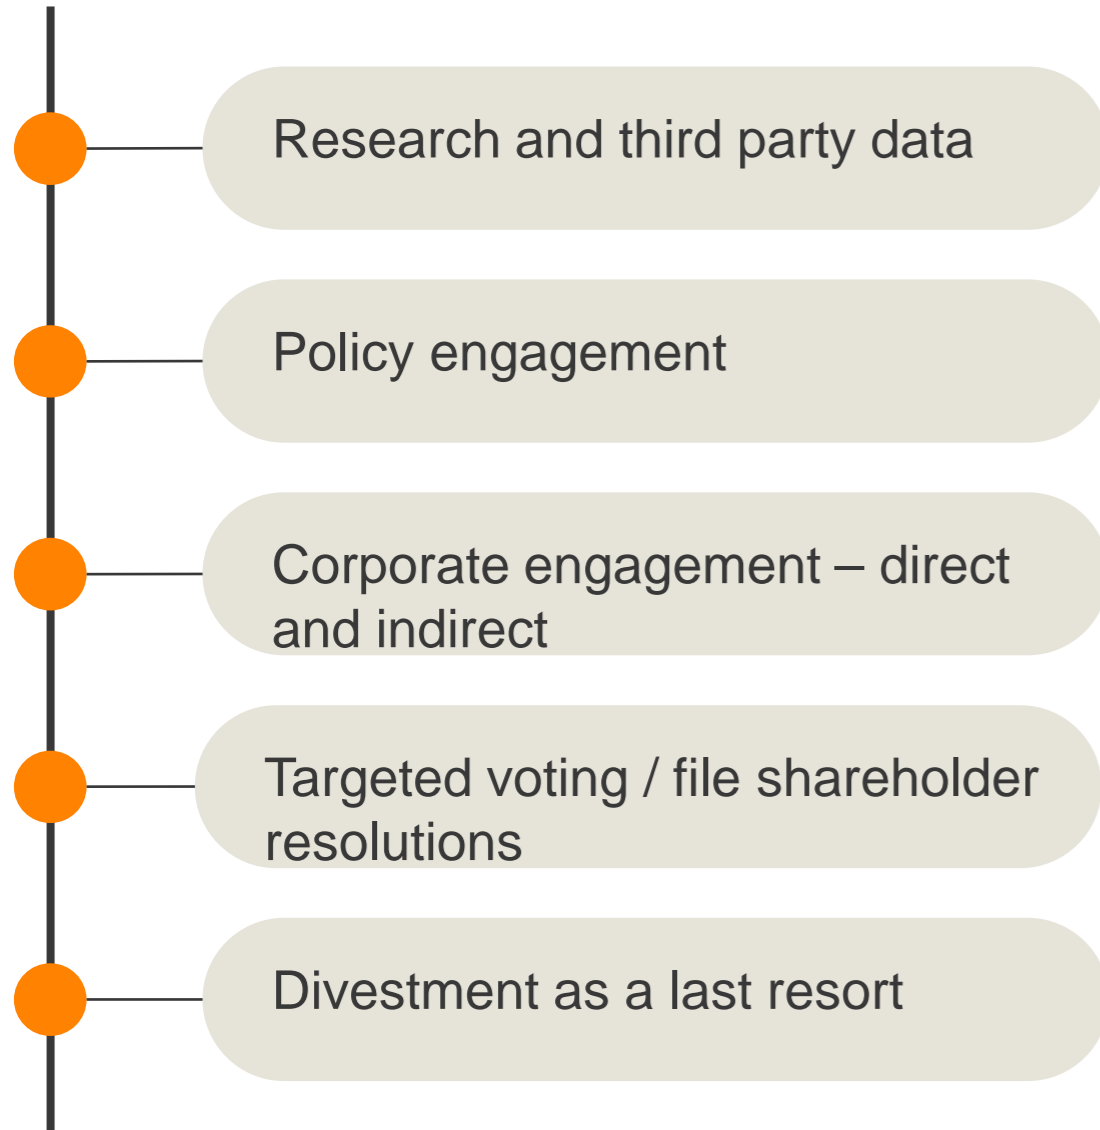 Research and third party data
Policy engagement
Corporate engagement – direct
and indirect
Targeted voting / file shareholder
resolutions
Divestment as a last resort